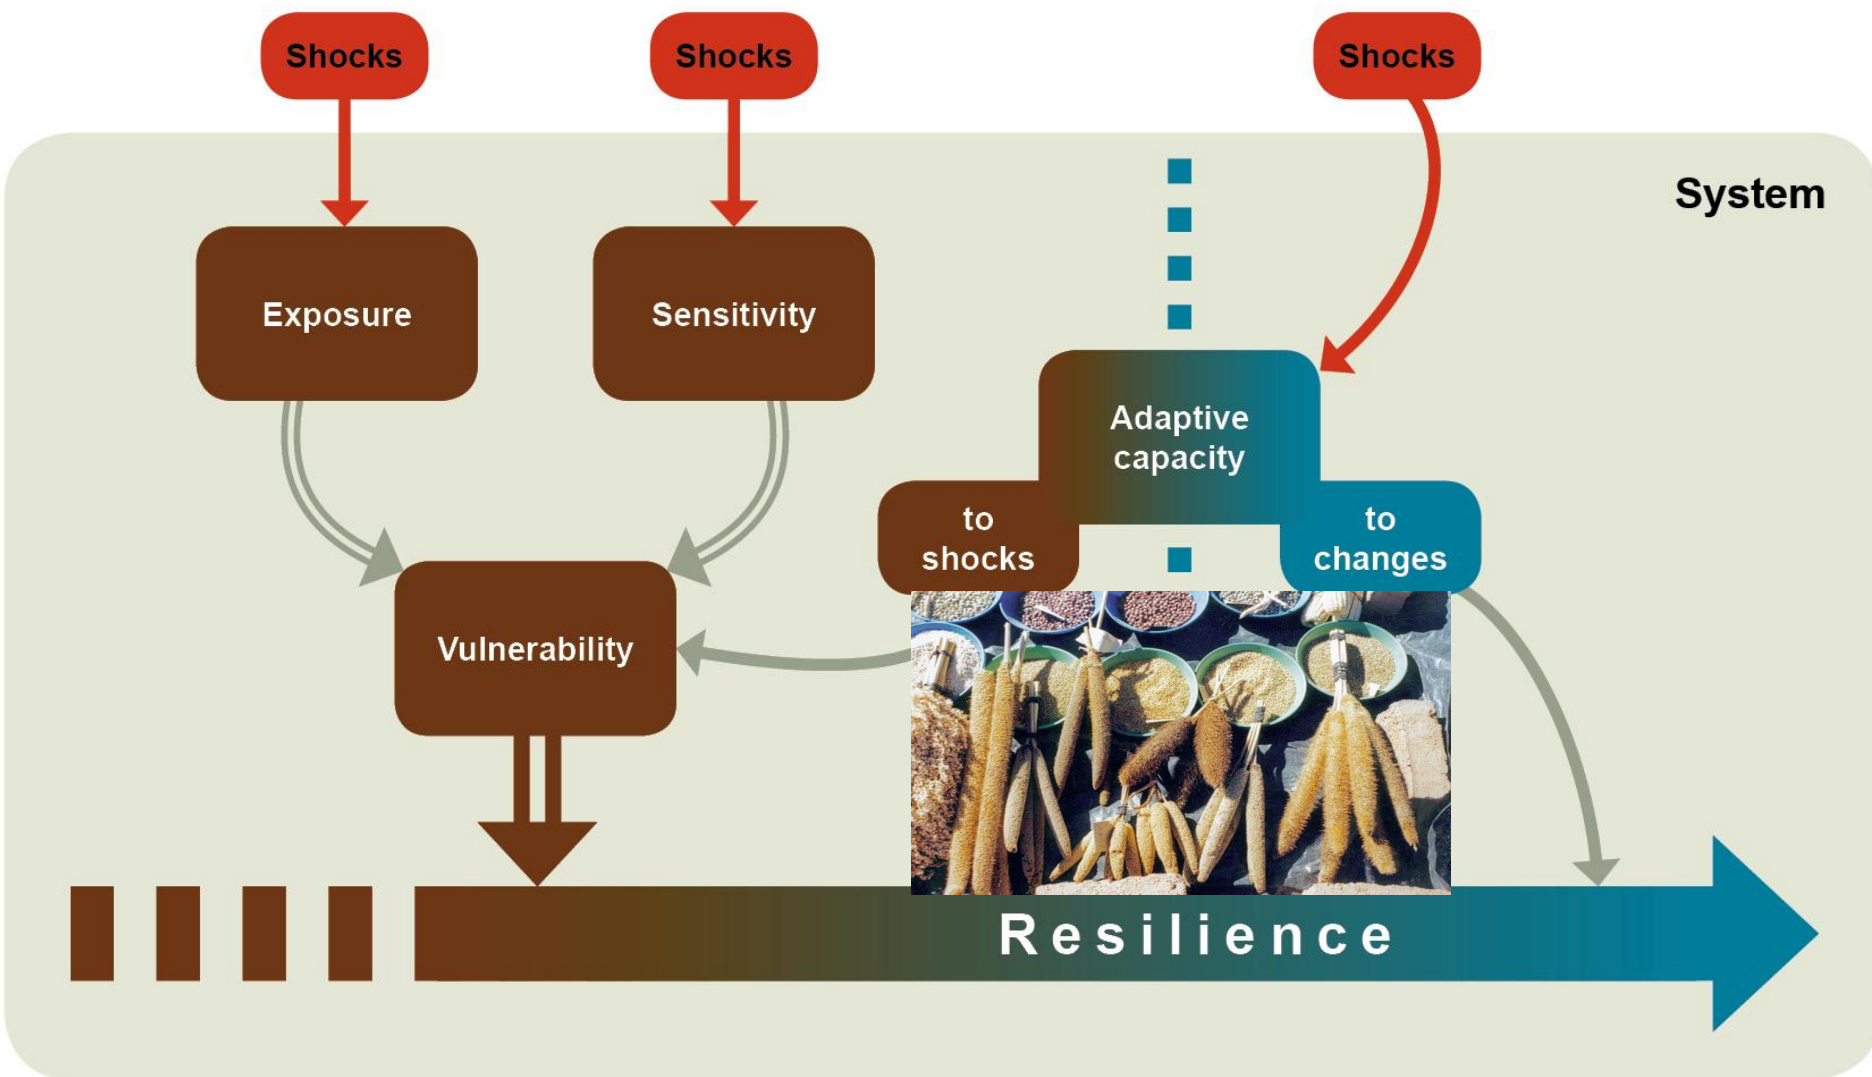 Shocks
Shocks
Shocks
System
Exposure
Sensitivity
Adaptive
capacity
to
shocks
to
changes
Vulnerability
Resilience